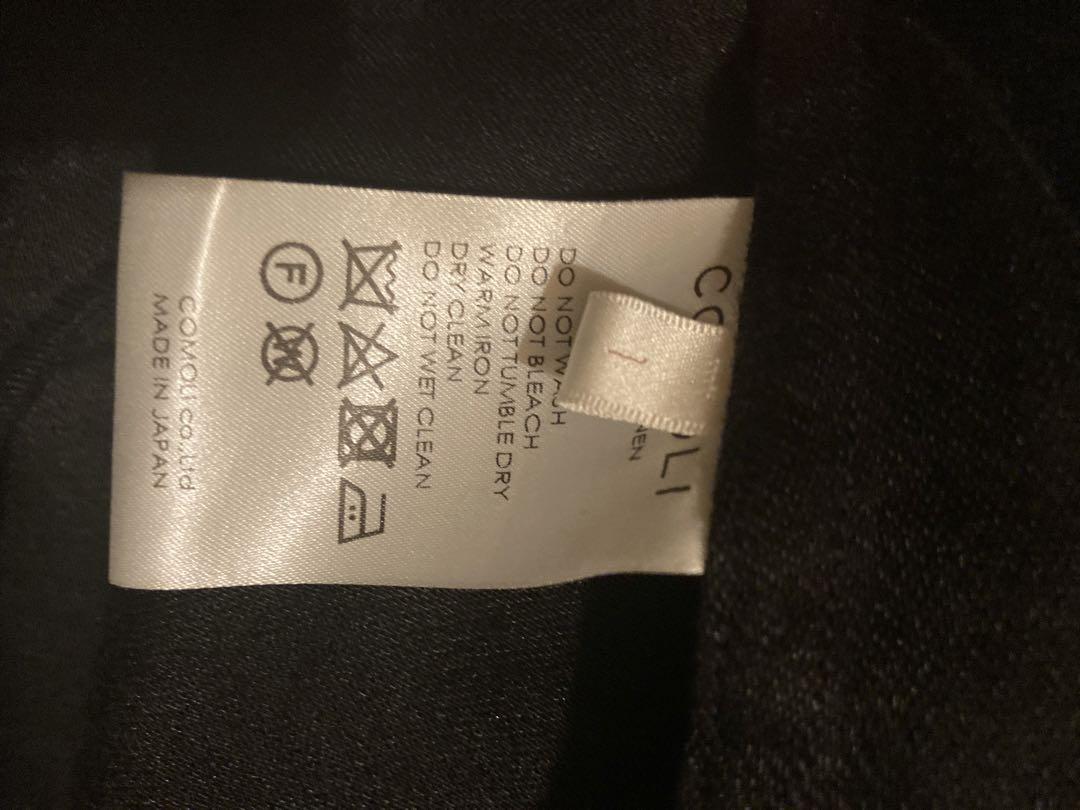 DO NOT WASH
DO NOT BLEACH
DO NOT TUMBLE DRY
WARM IRON
DRY CLEAN
DO NOT WET CLEAN
F
W
COMOLI co.,Ltd
MADE IN JAPAN
1